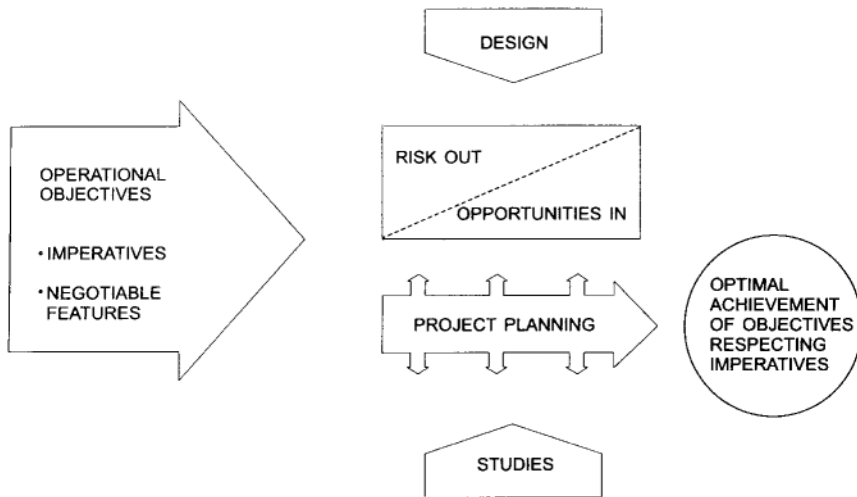 DESIGN
OPERATIONAL
OBJECTIVES
• IMPERATIVES
• NEGOTIABLE
FEATURES
RISK OUT
OPPORTUNITIES IN
PROJECT PLANNING
OPTIMAL
ACHIEVEMENT
OF OBJECTIVES
RESPECTING
IMPERATIVES
STUDIES